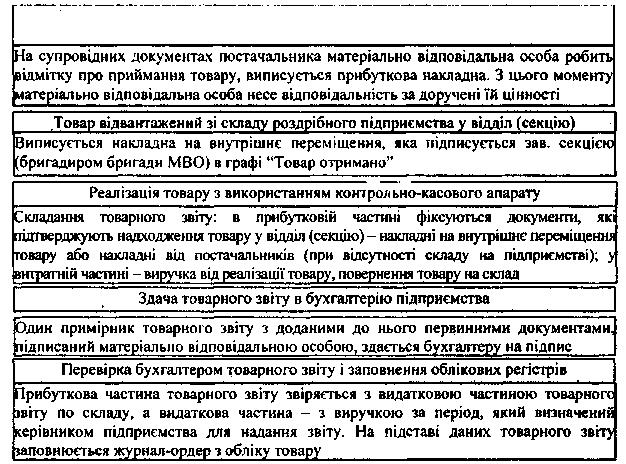 На супровідних документах постачальника матеріально відповідальна особа робить
відмітку про приймання товару, виписується прибуткова накладна. З цього моменту
матеріально відповідальна особа несе відповідальність за доручені їй цінності
Товар відвантажений зі складу роздрібного підприємства у відділ (секцію)
Виписується накладна на внутрішнє переміщення, яка підписується зав. секцією
(бригадиром бригади МВО) в графі “Товар отримано”
Реалізація товару з використанням контрольно-касового апарату
Складання товарного звіту: в прибутковій частині фіксуються документи, які
підтверджують надходження товару у відділ (секцію) – накладні на внутрішнє переміщення
товару або накладні від постачальників (при відсутності складу на підприємстві); у
витратній частині – виручка від реалізації товару, повернення товару на склад
Здача товарного звіту в бухгалтерію підприємства
Один примірник товарного звіту з доданими до нього первинними документами,
підписаний матеріально відповідальною особою, здається бухгалтеру на підпис
Перевірка бухгалтером товарного звіту і заповнення облікових регістрів
Прибуткова частина товарного звіту звіряється з видатковою частиною товарного
звіту по складу, а видаткова частина – з виручкою за період, який визначений
керівником підприємства для надання звіту. На підставі даних товарного звіту
заповнюється журнал-ордер з обліку товару